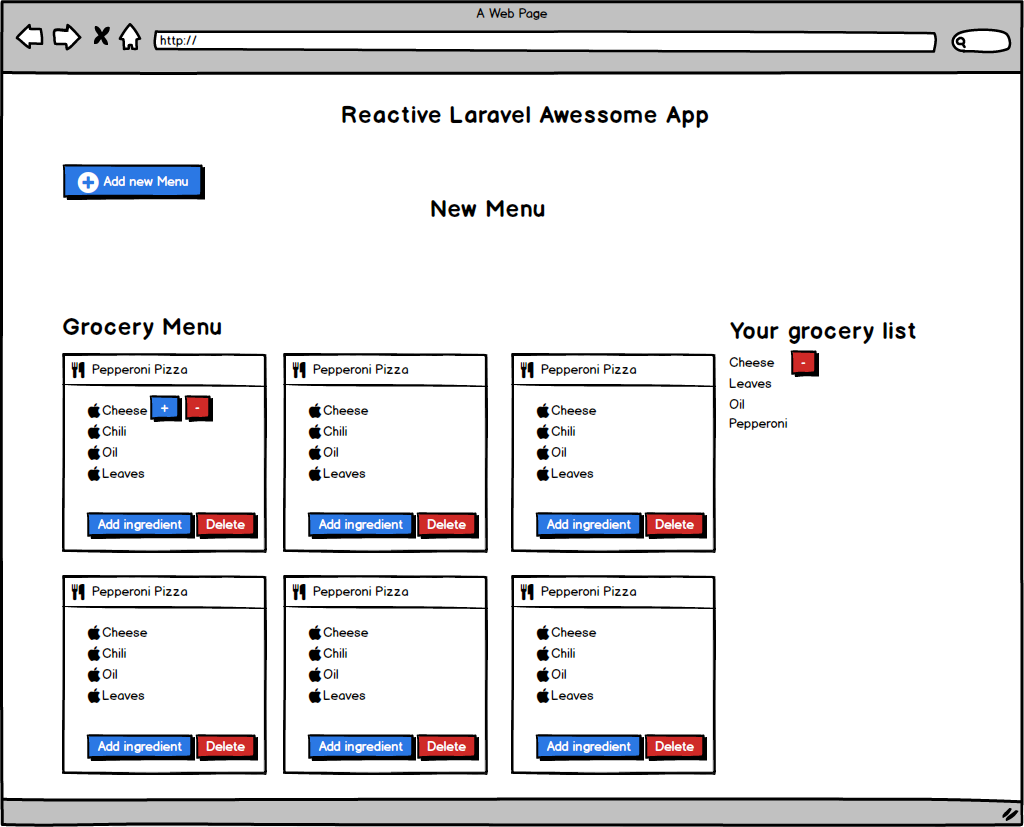 A Web Page
http://
Reactive Laravel Awessome App
Add new Menu
New Menu
Grocery Menu
Pepperoni Pizza
Cheese + -
Chili
Oil
Leaves
Add ingredient Delete
Pepperoni Pizza
Cheese
Chili
Oil
Leaves
Add ingredient Delete
Pepperoni Pizza
Cheese
Chili
Oil
Leaves
Add ingredient Delete
Your grocery list
Cheese -
Leaves
Oil
Pepperoni
Pepperoni Pizza
Cheese
Chili
Oil
Leaves
Add ingredient Delete
Pepperoni Pizza
Cheese
Chili
Oil
Leaves
Add ingredient Delete
Pepperoni Pizza
Cheese
Chili
Oil
Leaves
Add ingredient Delete